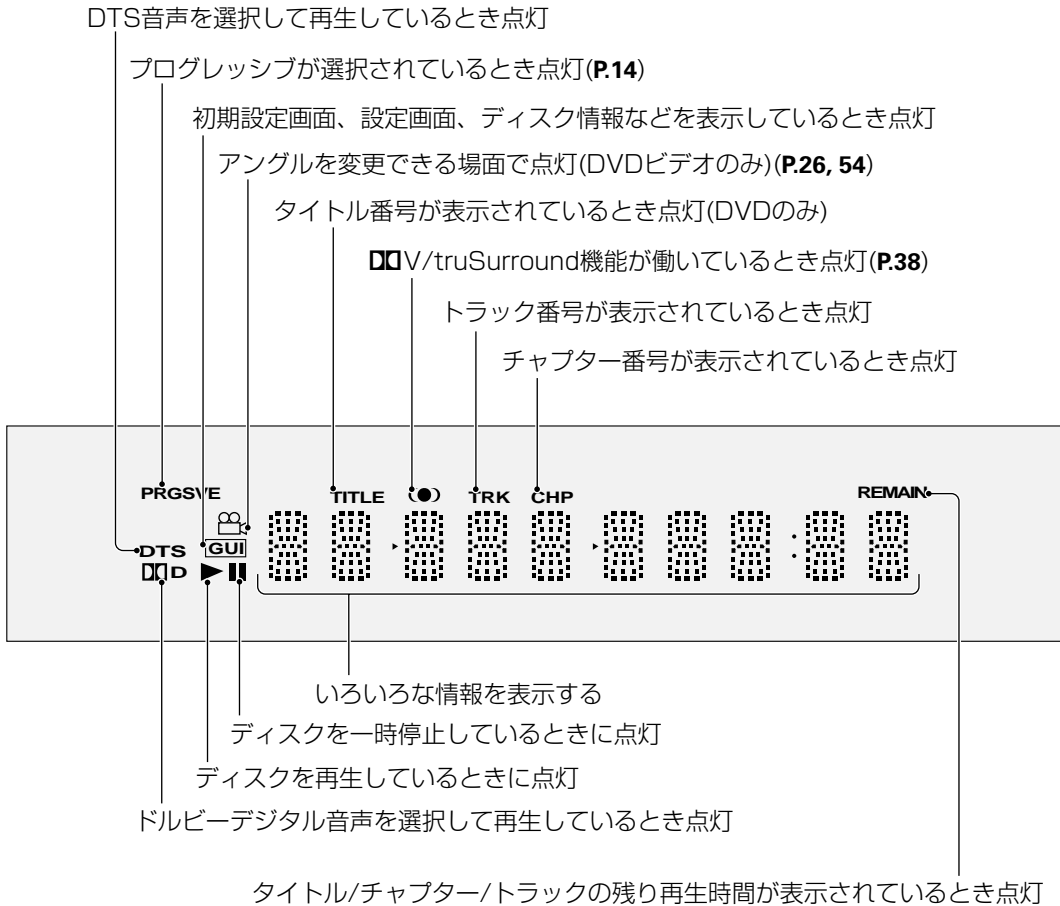 DTS音声を選択して再生しているとき点灯
プログレッシブが選択されているとき点灯(P.14)
初期設定画面、設定画面、ディスク情報などを表示しているとき点灯
アングルを変更できる場面で点灯(DVDビデオのみ)(P.26, 54)
タイトル番号が表示されているとき点灯(DVDのみ)
V/truSurround機能が働いているとき点灯(P.38)
トラック番号が表示されているとき点灯
チャプター番号が表示されているとき点灯
PRGSVE TITLE TRK CHP REMAIN
DTS GUI
D
いろいろな情報を表示する
ディスクを一時停止しているときに点灯
ディスクを再生しているときに点灯
ドルビーデジタル音声を選択して再生しているとき点灯
タイトル/チャプター/トラックの残り再生時間が表示されているとき点灯